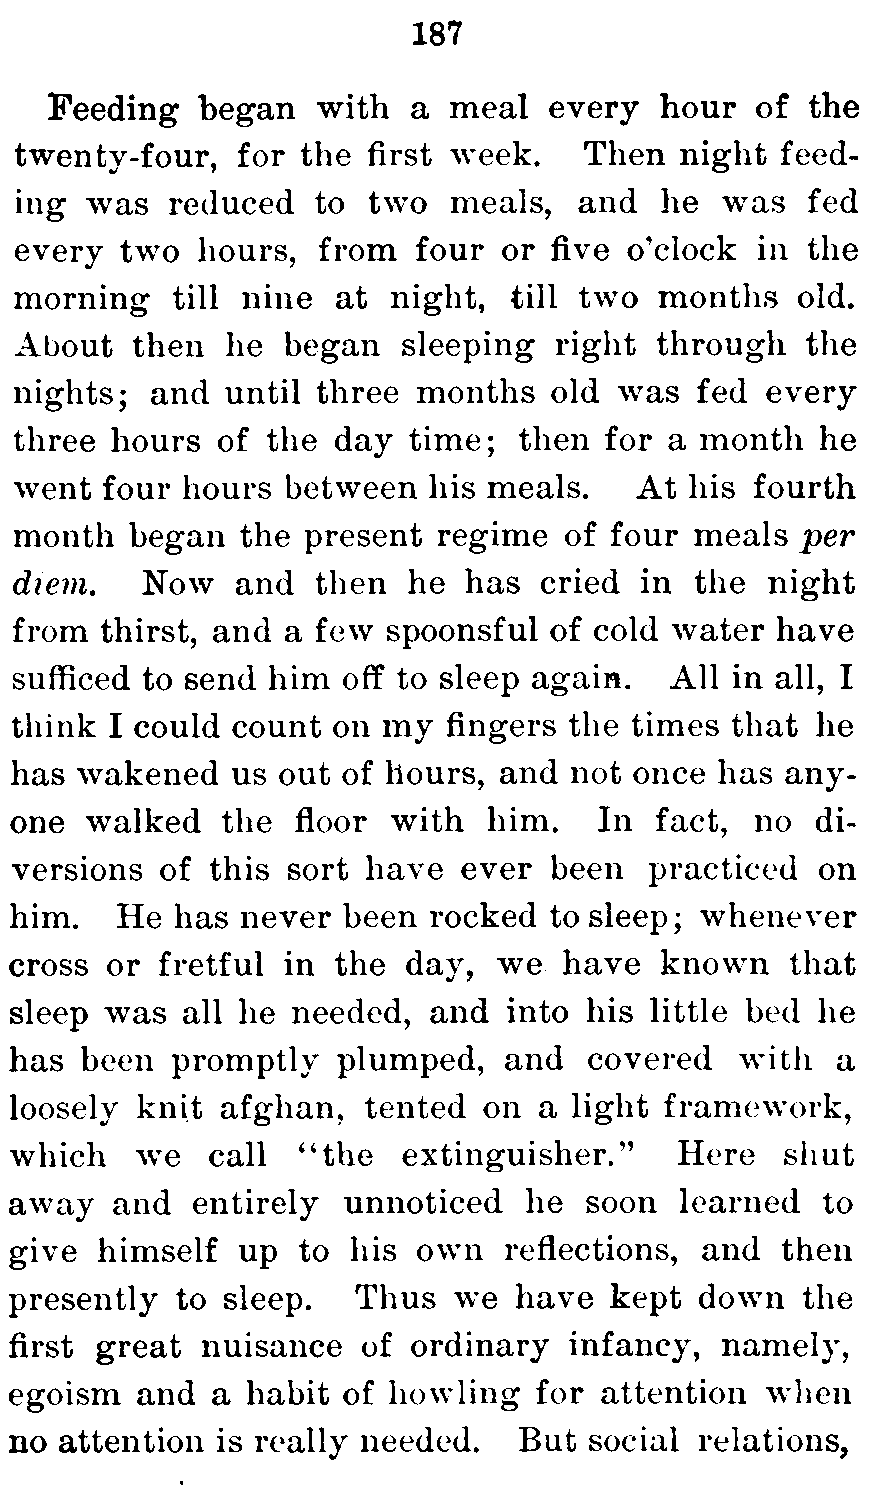 187
Feeding began with a meal every hour of the
twenty-four, for the first week. Then night feed-
ing was reduced to two meals, and he was fed
every two hours, from four or five o'clock in the
morning till nine at night, till two months old.
About then he began sleeping right through the
nights; and until three months old was fed every
three hours of the day time; then for a month he
went four hours between his meals. At his fourth
month began the present regime of four meals per
diem. Now and then he has cried in the night
from thirst, and a few spoonsful of cold water have
sufficed to send him off to sleep again. All in all, I
think I could count on my fingers the times that he
has wakened us out of hours, and not once has any-
one walked the floor with him. In fact, no di-
versions of this sort have ever been practiced on
him. He has never been rocked to sleep; whenever
cross or fretful in the day, we have known that
sleep was all he needed, and into his little bed he
has been promptly plumped, and covered with a
loosely knit afghan, tented on a light framework,
which we call "the extinguisher." Here shut
away and entirely unnoticed he soon learned to
give himself up to his own reflections, and then
presently to sleep. Thus we have kept down the
first great nuisance of ordinary infancy, namely,
egoism and a habit of howling for attention when
no attention is really needed. But social relations,